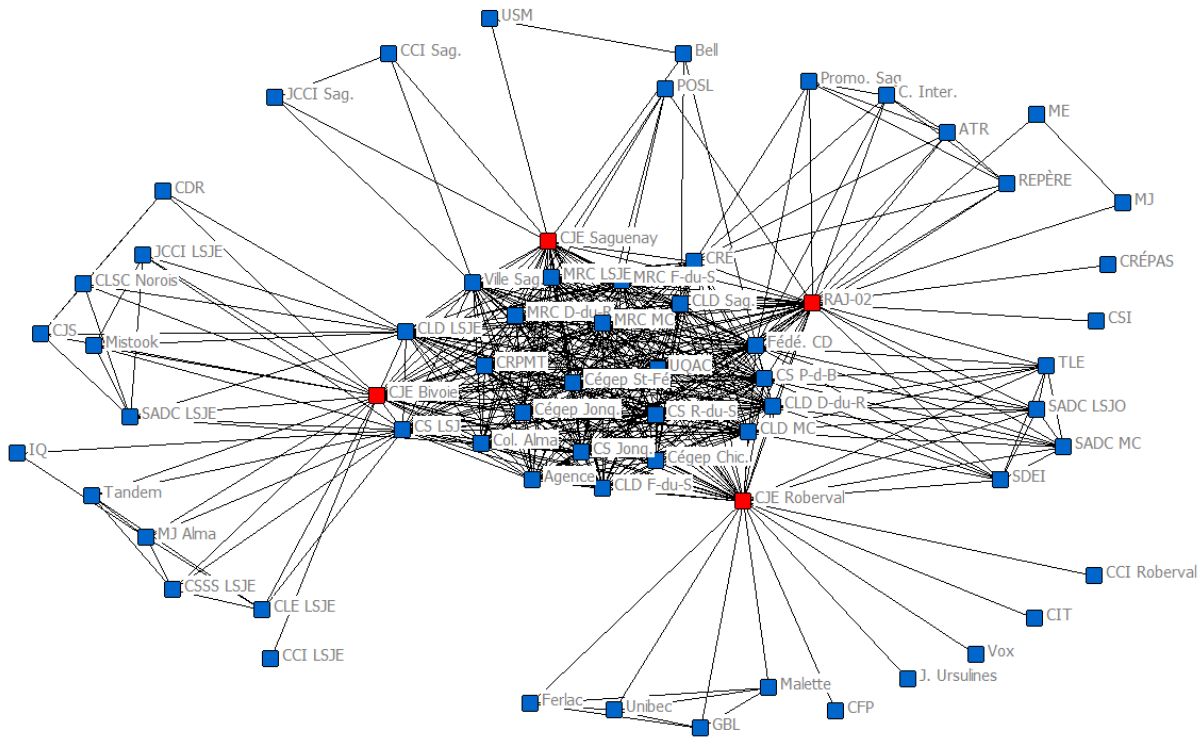 USM
CCI Sag.
Bell
Promo. Sag
JCCI Sag.
POSL
C. Inter.
ME
ATR
REPÈRE
CDR
MJ
CJE Saguenay
JCCI LSJE
CRE
CRÉPAS
CLSC Norois
Ville Sag.
MRC LSJE
MRC F-du-S
CLD Sag.
RAJ-02
MRC D-du-R
MRC MC
CSI
CJS
CLD LSJE
Mistook
Fédé. CD
CRPMT
UQAC
TLE
Cégep St-Fé
CS P-d-B
CJE Bivoie
SADC LSJE
Cégep Jonq.
CS R-du-S
CLD D-du-R
SADC LSJO
CS LSJ
CLD MC
Col. Alma
CS Jonq.
Cégep Chic.
SADC MC
IQ
Agence
CLD F-du-S
SDEI
Tandem
CJE Roberval
MJ Alma
CCI Roberval
CSSS LSJE
CLE LSJE
CIT
CCI LSJE
Vox
J. Ursulines
Malette
Ferlac
Unibec
CFP
GBL